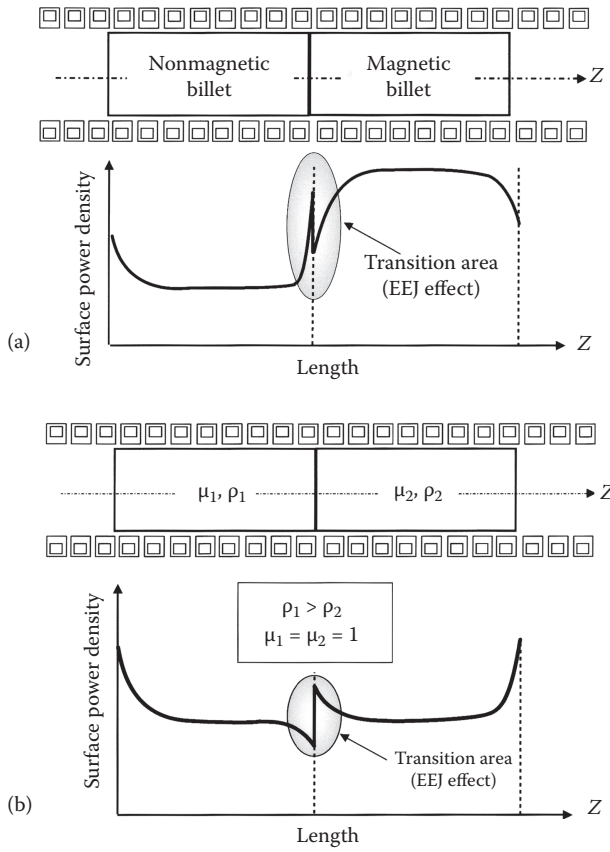 Nonmagnetic
billet
Magnetic
billet
Z
Surface power density
Transition area
(EEJ effect)
Z
Length
(a)
μ1, ρ1
μ2, ρ2
Z
Surface power density
ρ1 > ρ2
μ1 = μ2 = 1
Transition area
(EEJ effect)
Z
Length
(b)